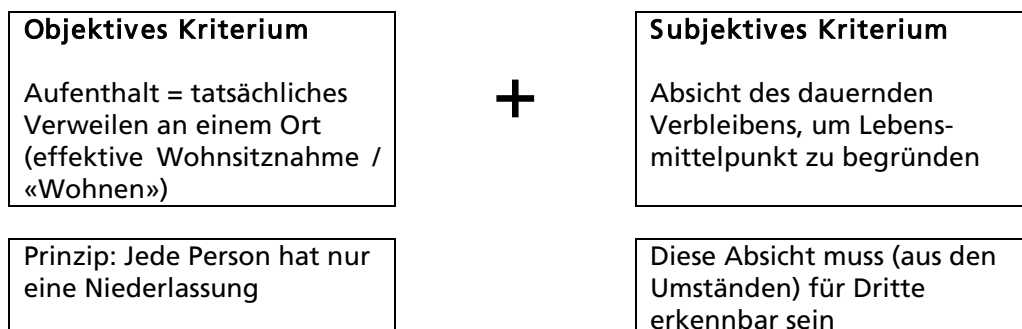 Objektives Kriterium
Aufenthalt = tatsächliches
Verweilen an einem Ort
(effektive Wohnsitznahme /
«Wohnen»)
+
Subjektives Kriterium
Absicht des dauernden
Verbleibens, um Lebens-
mittelpunkt zu begründen
Prinzip: Jede Person hat nur
eine Niederlassung
Diese Absicht muss (aus den
Umständen) für Dritte
erkennbar sein